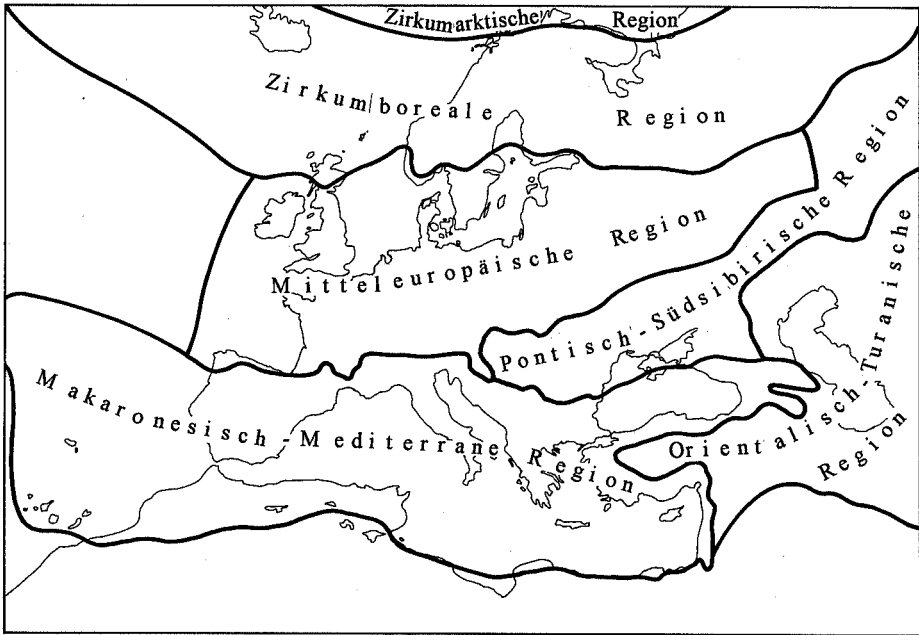 Zirkumarktische Region
Zirkumboreale Region
Mitteleuropäische Region
Pontisch-Südsibirische Region
Makaronesisch-Mediterrane Region
Orientalisch-Turanische
Region